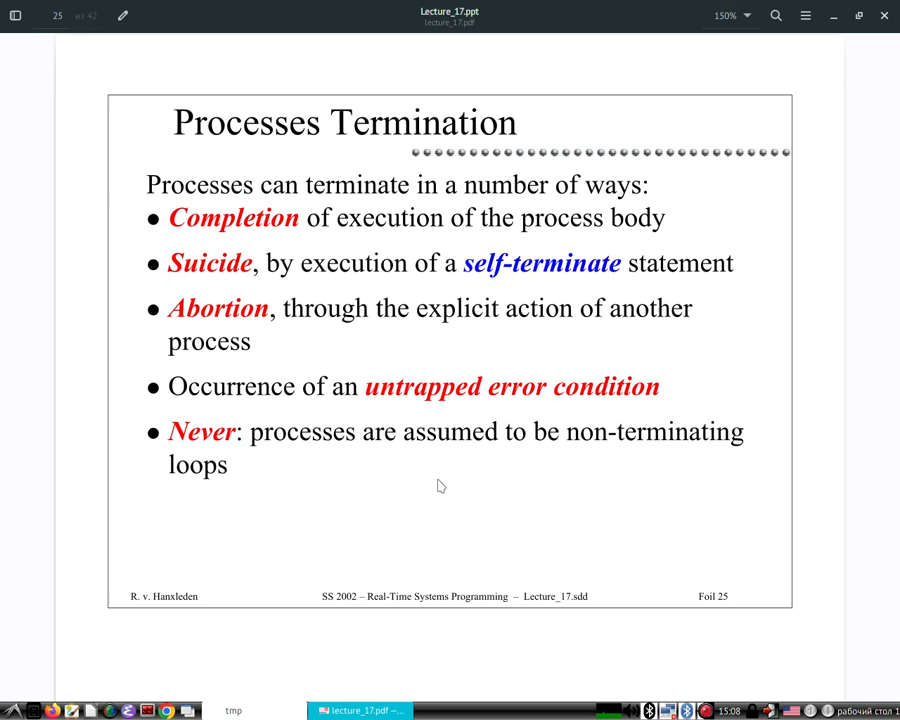 25 из 42
Lecture_17.ppt
lecture_17.pdf
150%
Processes Termination
Processes can terminate in a number of ways:
● Completion of execution of the process body
● Suicide, by execution of a self-terminate statement
● Abortion, through the explicit action of another
process
● Occurrence of an untrapped error condition
● Never: processes are assumed to be non-terminating
loops
R. v. Hanxleden SS 2002 – Real-Time Systems Programming – Lecture_17.sdd Foil 25
tmp lecture_17.pdf —... 15:08 рабочий стол 1